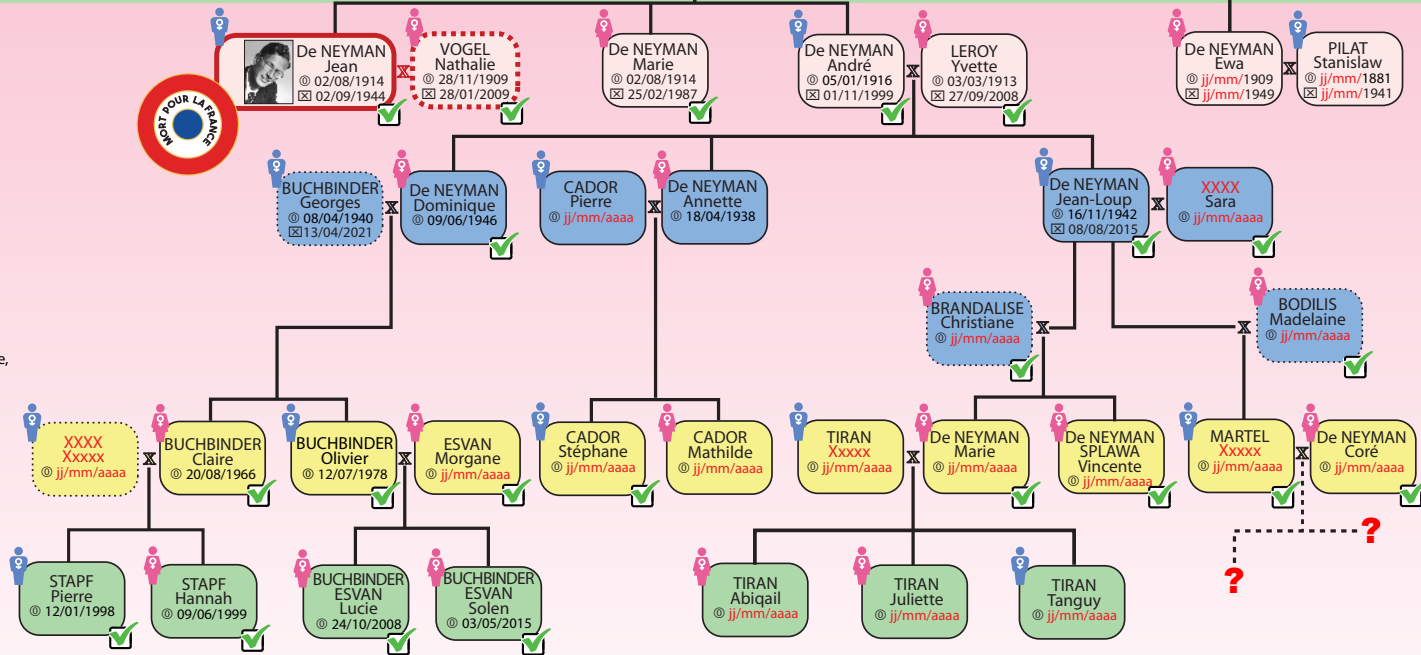 De NEYMAN
Jean
02/08/1914
02/09/1944
VOGEL
Nathalie
28/11/1909
28/01/2009
De NEYMAN
Marie
02/08/1914
25/02/1987
De NEYMAN
André
05/01/1916
01/11/1999
LEROY
Yvette
03/03/1913
27/09/2008
De NEYMAN
Ewa
jj/mm/1909
jj/mm/1949
PILAT
Stanislaw
jj/mm/1881
jj/mm/1941
MORT POUR LA FRANCE
BUCHBINDER
Georges
08/04/1940
13/04/2021
De NEYMAN
Dominique
09/06/1946
CADOR
Pierre
jj/mm/aaaa
De NEYMAN
Annette
18/04/1938
De NEYMAN
Jean-Loup
16/11/1942
08/08/2015
XXXX
Sara
jj/mm/aaaa
BRANDALISE
Christiane
jj/mm/aaaa
BODILIS
Madelaine
jj/mm/aaaa
e,
XXXX
Xxxxx
jj/mm/aaaa
BUCHBINDER
Claire
20/08/1966
BUCHBINDER
Olivier
12/07/1978
ESVAN
Morgane
jj/mm/aaaa
CADOR
Stéphane
jj/mm/aaaa
CADOR
Mathilde
jj/mm/aaaa
TIRAN
Xxxxx
jj/mm/aaaa
De NEYMAN
Marie
jj/mm/aaaa
De NEYMAN
SPLAWA
Vincente
jj/mm/aaaa
MARTEL
Xxxxx
jj/mm/aaaa
De NEYMAN
Coré
jj/mm/aaaa
?
?
STAPF
Pierre
12/01/1998
STAPF
Hannah
09/06/1999
BUCHBINDER
ESVAN
Lucie
24/10/2008
BUCHBINDER
ESVAN
Solen
03/05/2015
TIRAN
Abiqail
jj/mm/aaaa
TIRAN
Juliette
jj/mm/aaaa
TIRAN
Tanguy
jj/mm/aaaa